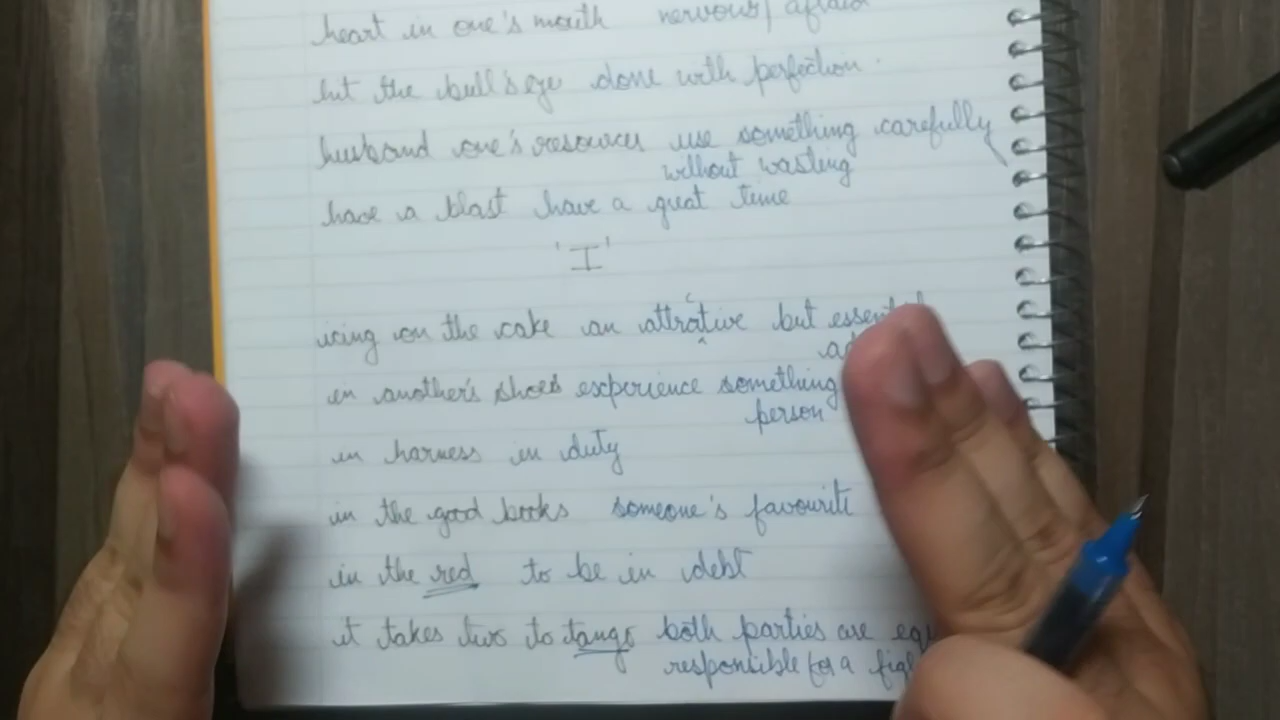 heart in one's mouth nervous/ afraid
hit the bull's eye done with perfection.
husband one's resources use something carefully
without wasting
have a blast have a great time
'I'
icing on the cake an attractive but
in another's shoes experience something
person
in harness in duty
in the good books someone's favourite
in the red to be in debt
it takes two to tango both parties are
responsible for a